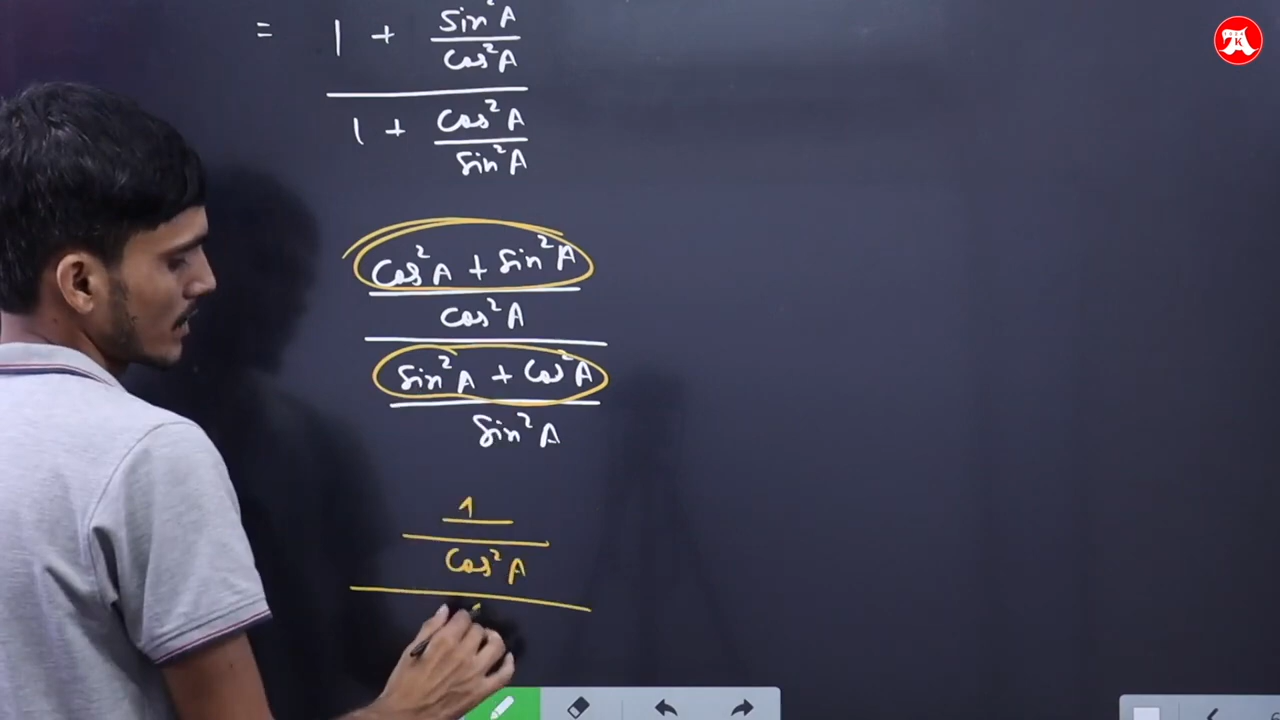 = 1 + Sin²A
Cos²A
1 + Cos²A
Sin²A
Cos²A + Sin²A
Cos²A
Sin²A + Cos²A
Sin²A
1
Cos²A